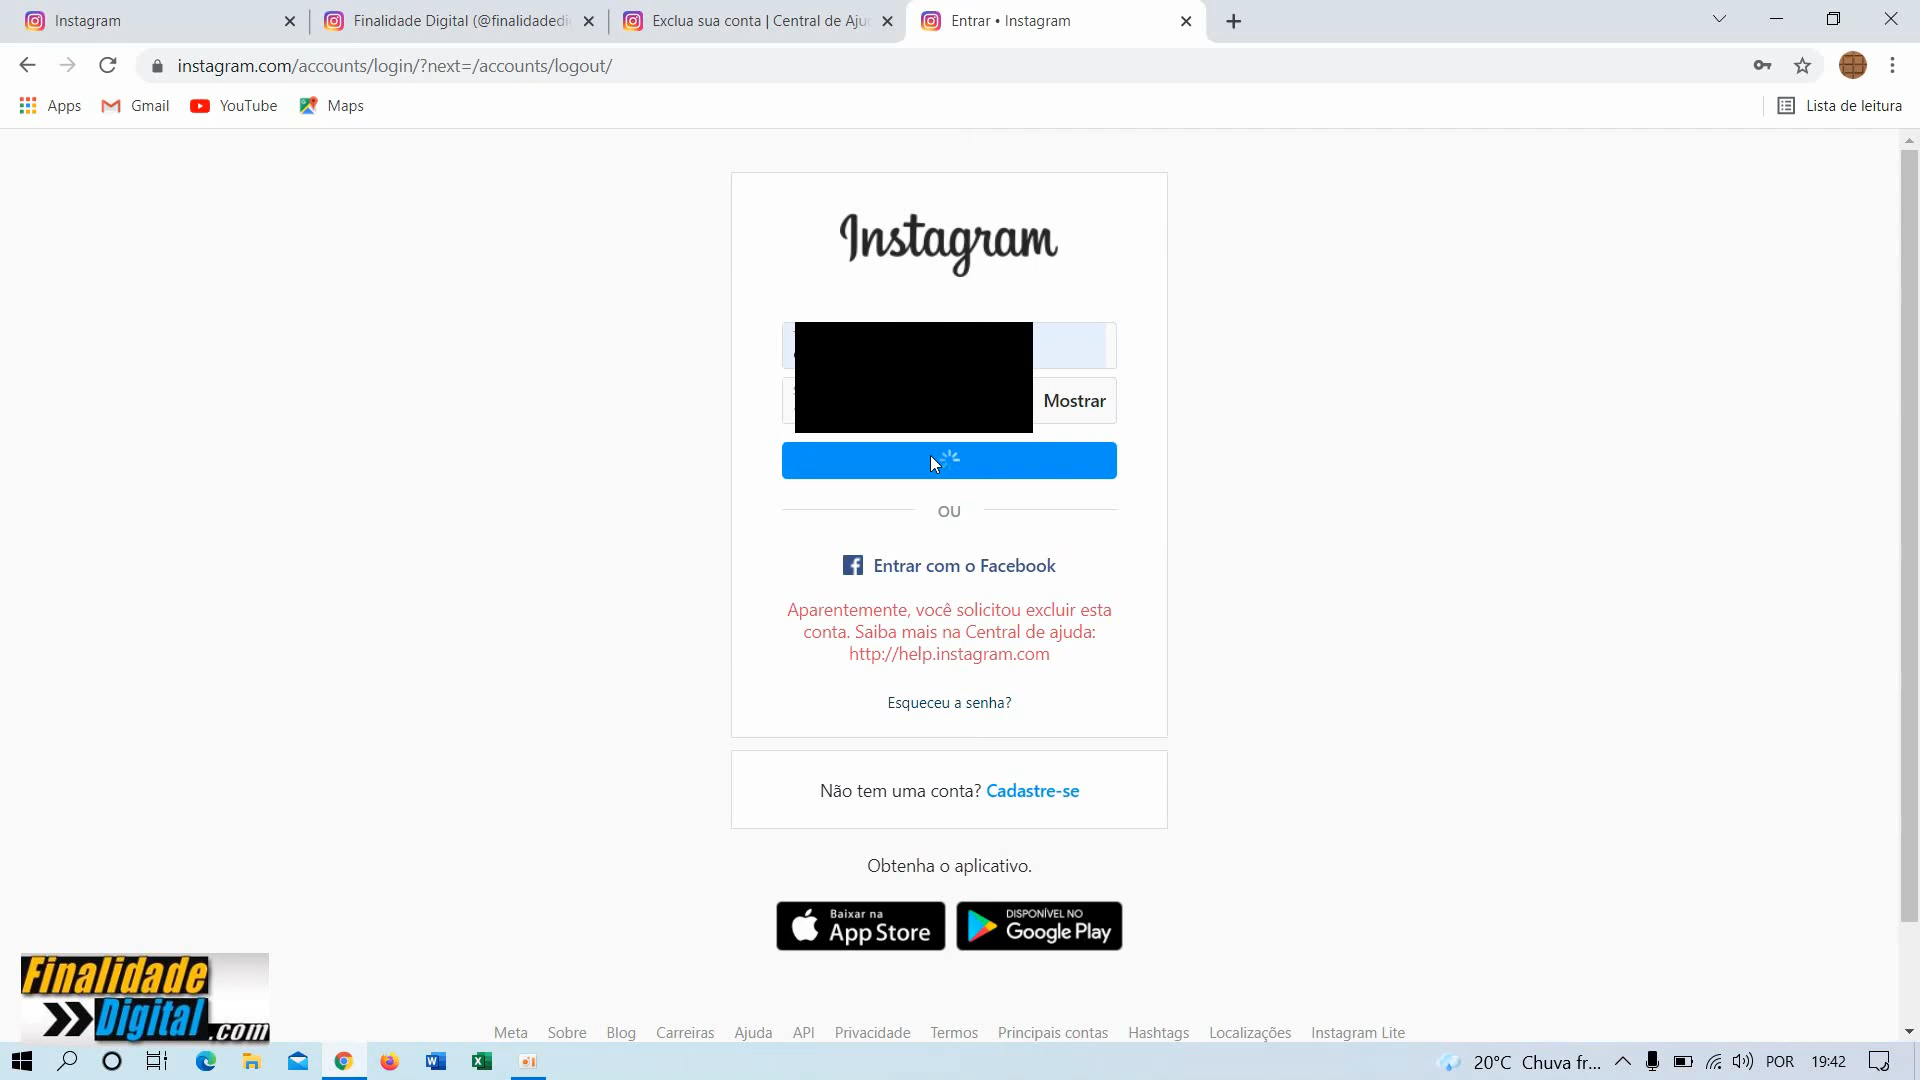 Instagram
Finalidade Digital (@finalidadedi
Exclua sua conta | Central de Aju
Entrar • Instagram
instagram.com/accounts/login/?next=/accounts/logout/
Apps
Gmail
YouTube
Maps
Lista de leitura
Instagram
Mostrar
OU
Entrar com o Facebook
Aparentemente, você solicitou excluir esta
conta. Saiba mais na Central de ajuda:
http://help.instagram.com
Esqueceu a senha?
Não tem uma conta? Cadastre-se
Obtenha o aplicativo.
Baixar na
App Store
DISPONÍVEL NO
Google Play
Finalidade
Digital.com
Meta Sobre Blog Carreiras Ajuda API Privacidade Termos Principais contas Hashtags Localizações Instagram Lite
20°C Chuva fr...
POR
19:42